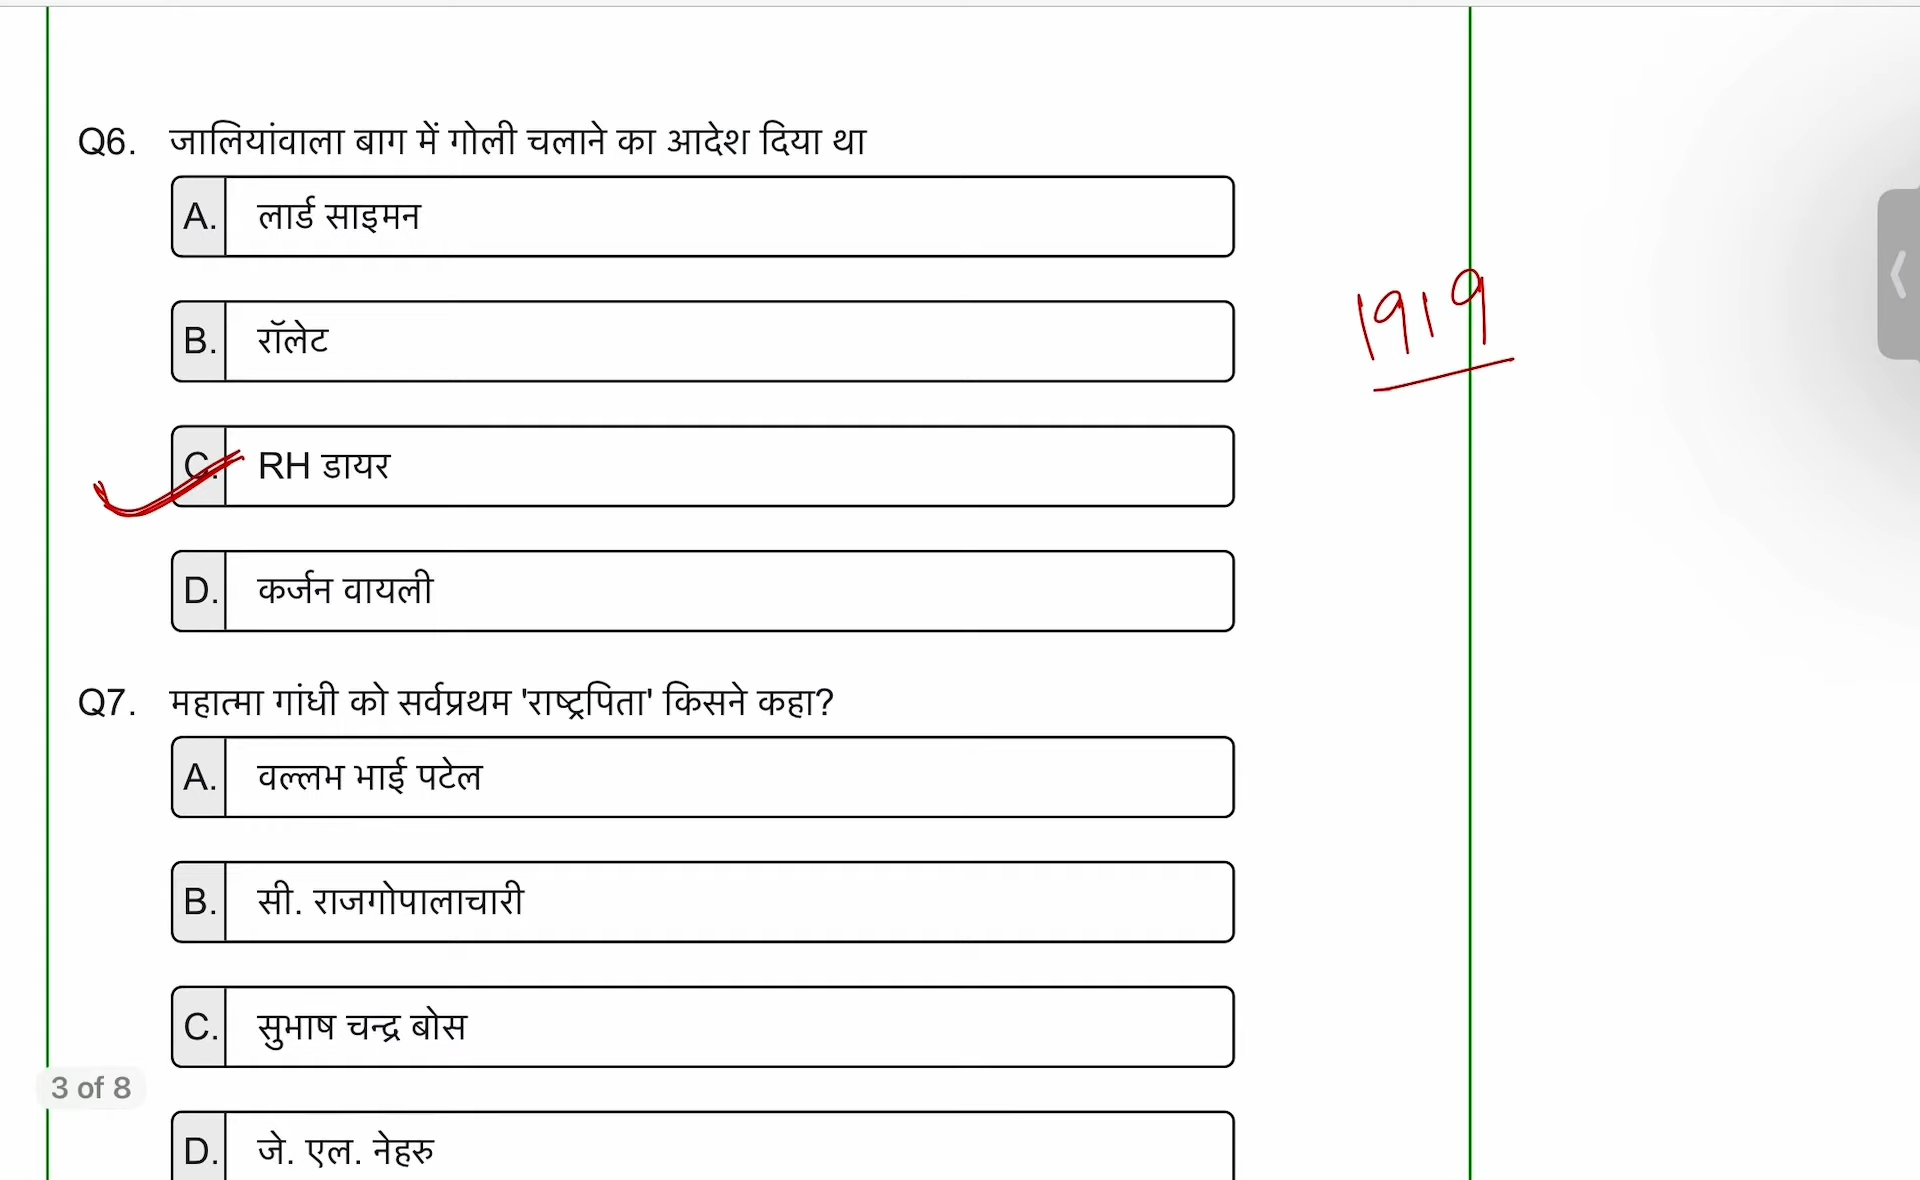 Q6. जालियांवाला बाग में गोली चलाने का आदेश दिया था
A. लार्ड साइमन
B. रॉलेट
1919
C. RH डायर
D. कर्जन वायली
Q7. महात्मा गांधी को सर्वप्रथम 'राष्ट्रपिता' किसने कहा?
A. वल्लभ भाई पटेल
B. सी. राजगोपालाचारी
C. सुभाष चन्द्र बोस
3 of 8
D. जे. एल. नेहरु